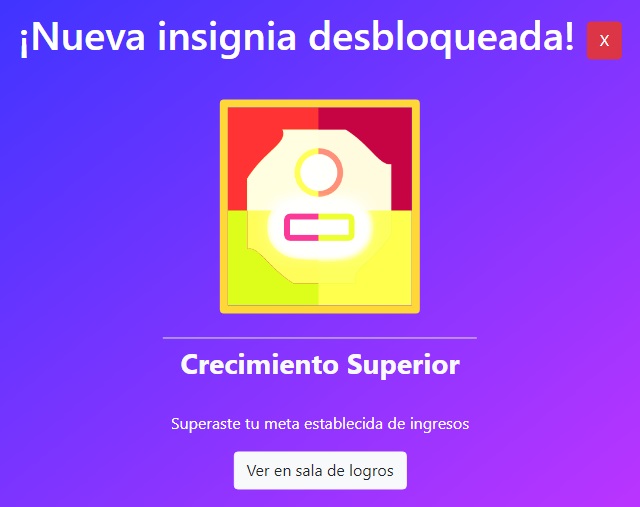 ¡Nueva insignia desbloqueada! X
Crecimiento Superior
Superaste tu meta establecida de ingresos
Ver en sala de logros